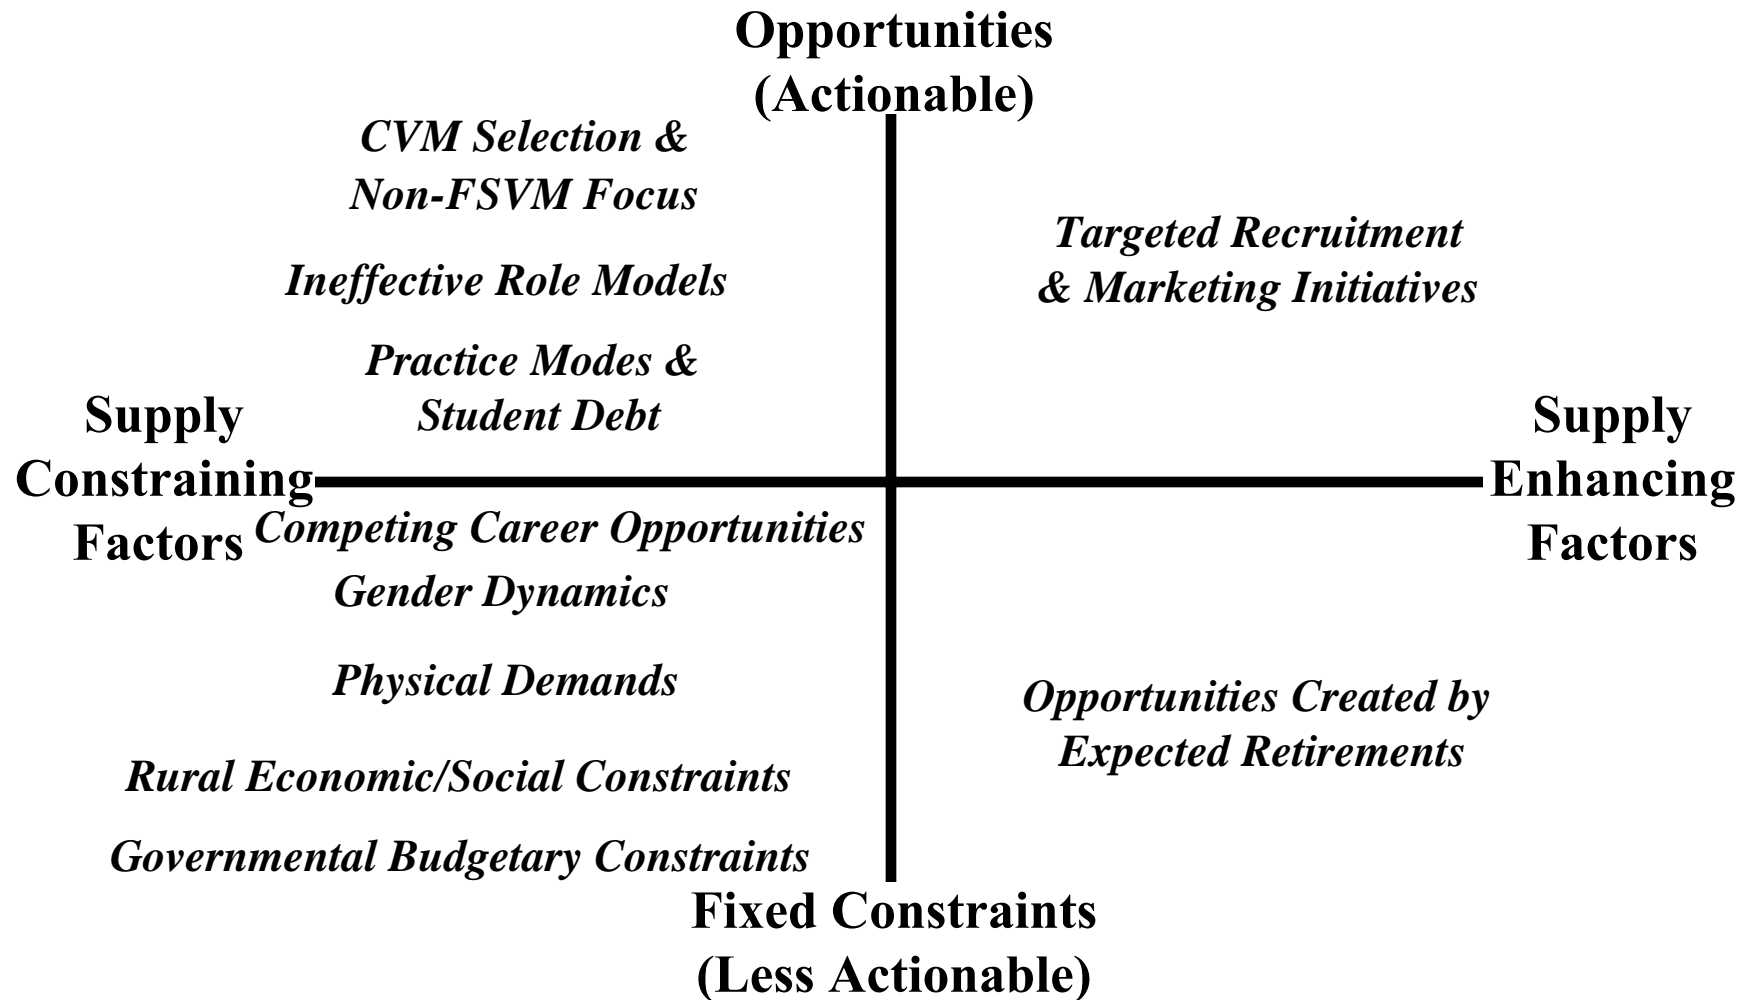 Opportunities
(Actionable)
CVM Selection &
Non-FSVM Focus
Ineffective Role Models
Practice Modes &
Student Debt
Targeted Recruitment
& Marketing Initiatives
Supply
Constraining
Factors
Supply
Enhancing
Factors
Competing Career Opportunities
Gender Dynamics
Physical Demands
Rural Economic/Social Constraints
Governmental Budgetary Constraints
Opportunities Created by
Expected Retirements
Fixed Constraints
(Less Actionable)